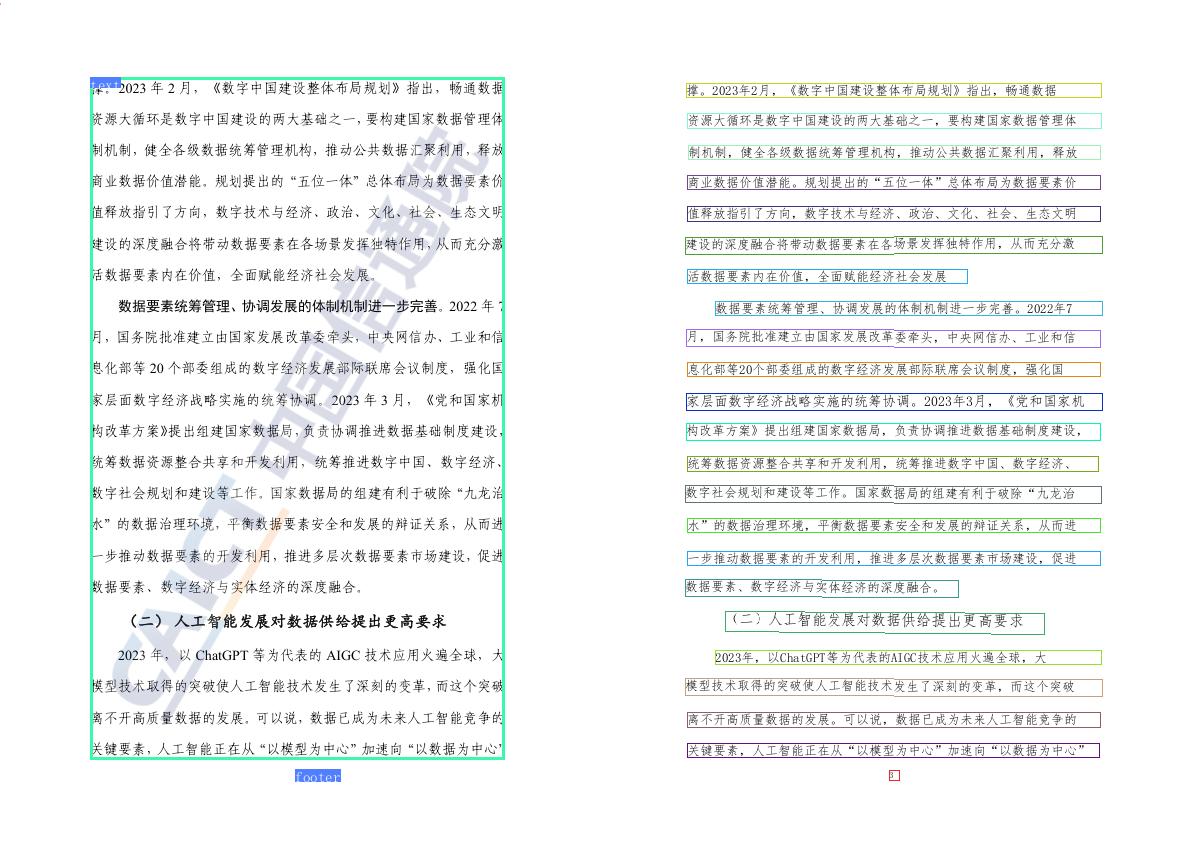 text
撑。2023 年 2 月，《数字中国建设整体布局规划》指出，畅通数据
资源大循环是数字中国建设的两大基础之一，要构建国家数据管理体
制机制，健全各级数据统筹管理机构，推动公共数据汇聚利用，释放
商业数据价值潜能。规划提出的“五位一体”总体布局为数据要素价
值释放指引了方向，数字技术与经济、政治、文化、社会、生态文明
建设的深度融合将带动数据要素在各场景发挥独特作用，从而充分激
活数据要素内在价值，全面赋能经济社会发展。
数据要素统筹管理、协调发展的体制机制进一步完善。2022 年 7
月，国务院批准建立由国家发展改革委牵头，中央网信办、工业和信
息化部等 20 个部委组成的数字经济发展部际联席会议制度，强化国
家层面数字经济战略实施的统筹协调。2023 年 3 月，《党和国家机
构改革方案》提出组建国家数据局，负责协调推进数据基础制度建设，
统筹数据资源整合共享和开发利用，统筹推进数字中国、数字经济、
数字社会规划和建设等工作。国家数据局的组建有利于破除“九龙治
水”的数据治理环境，平衡数据要素安全和发展的辩证关系，从而进
一步推动数据要素的开发利用，推进多层次数据要素市场建设，促进
数据要素、数字经济与实体经济的深度融合。
（二） 人工智能发展对数据供给提出更高要求
2023 年，以 ChatGPT 等为代表的 AIGC 技术应用火遍全球，大
模型技术取得的突破使人工智能技术发生了深刻的变革，而这个突破
离不开高质量数据的发展。可以说，数据已成为未来人工智能竞争的
关键要素，人工智能正在从“以模型为中心”加速向“以数据为中心”
footer
CAICT 中国信通院
撑。2023年2月，《数字中国建设整体布局规划》指出，畅通数据
资源大循环是数字中国建设的两大基础之一，要构建国家数据管理体
制机制，健全各级数据统筹管理机构，推动公共数据汇聚利用，释放
商业数据价值潜能。规划提出的“五位一体”总体布局为数据要素价
值释放指引了方向，数字技术与经济、政治、文化、社会、生态文明
建设的深度融合将带动数据要素在各场景发挥独特作用，从而充分激
活数据要素内在价值，全面赋能经济社会发展
数据要素统筹管理、协调发展的体制机制进一步完善。2022年7
月，国务院批准建立由国家发展改革委牵头，中央网信办、工业和信
息化部等20个部委组成的数字经济发展部际联席会议制度，强化国
家层面数字经济战略实施的统筹协调。2023年3月，《党和国家机
构改革方案》提出组建国家数据局，负责协调推进数据基础制度建设，
统筹数据资源整合共享和开发利用，统筹推进数字中国、数字经济、
数字社会规划和建设等工作。国家数据局的组建有利于破除“九龙治
水”的数据治理环境，平衡数据要素安全和发展的辩证关系，从而进
一步推动数据要素的开发利用，推进多层次数据要素市场建设，促进
数据要素、数字经济与实体经济的深度融合。
（二）人工智能发展对数据供给提出更高要求
2023年，以ChatGPT等为代表的AIGC技术应用火遍全球，大
模型技术取得的突破使人工智能技术发生了深刻的变革，而这个突破
离不开高质量数据的发展。可以说，数据已成为未来人工智能竞争的
关键要素，人工智能正在从“以模型为中心”加速向“以数据为中心”
3